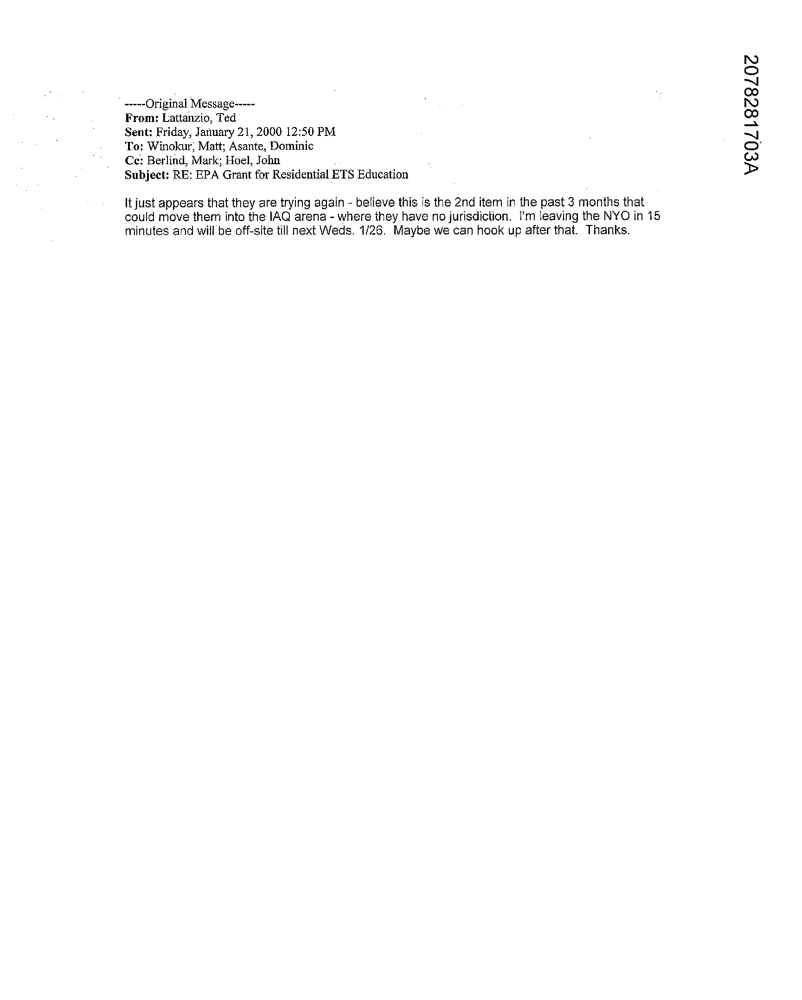 2078281703A
-----Original Message-----
From: Lattanzio, Ted
Sent: Friday, January 21, 2000 12:50 PM
To: Winokur, Matt; Asante, Dominic
Cc: Berlind, Mark; Hoel, John
Subject: RE: EPA Grant for Residential ETS Education
It just appears that they are trying again - believe this is the 2nd item in the past 3 months that
could move them into the IAQ arena - where they have no jurisdiction.  I'm leaving the NYO in 15
minutes and will be off-site till next Weds. 1/26.  Maybe we can hook up after that.  Thanks.